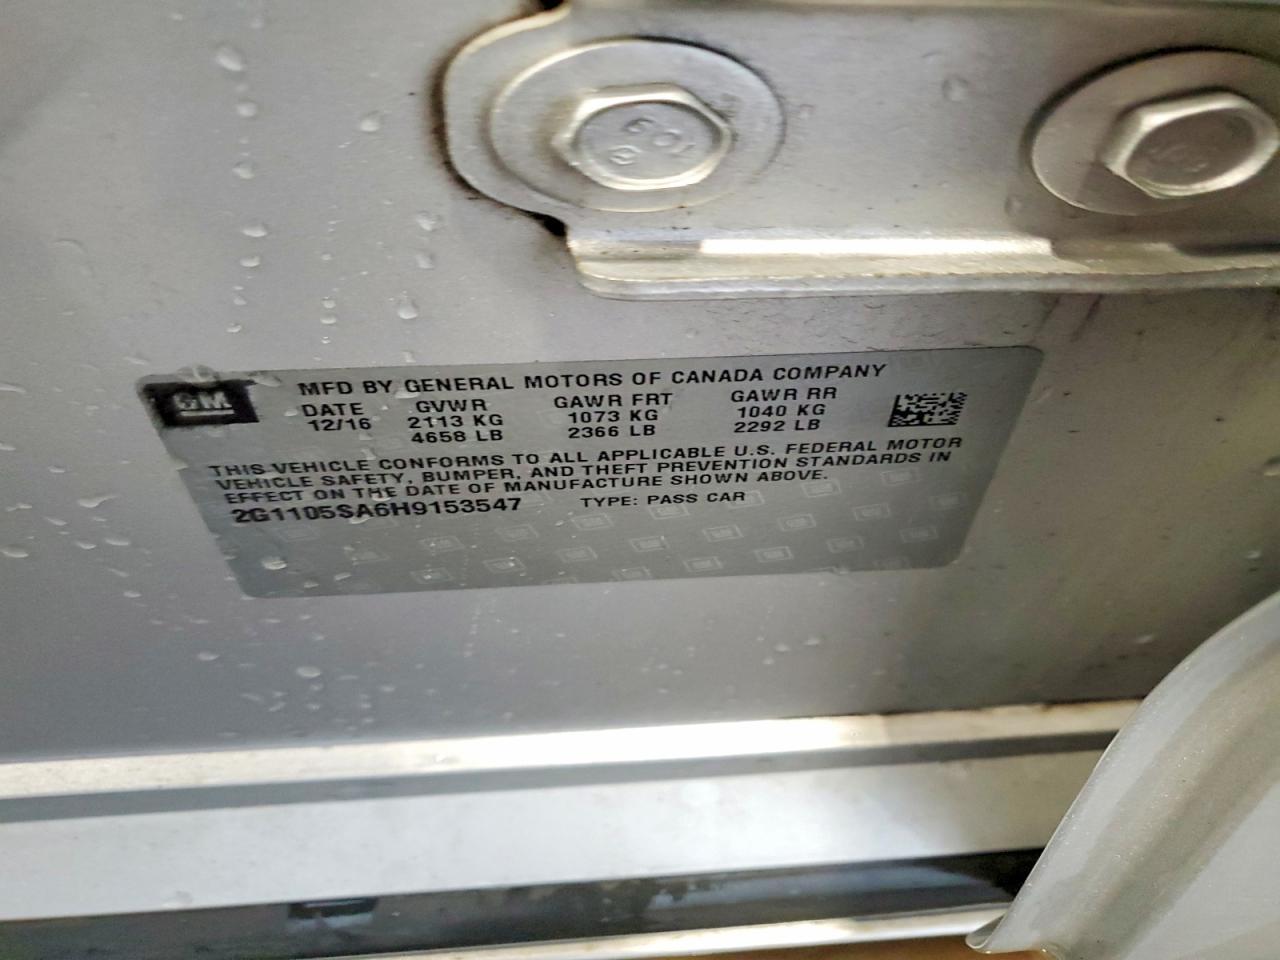 GM
MFD BY GENERAL MOTORS OF CANADA COMPANY
DATE GVWR GAWR FRT GAWR RR
12/16 2113 KG 1073 KG 1040 KG
4658 LB 2366 LB 2292 LB
THIS VEHICLE CONFORMS TO ALL APPLICABLE U.S. FEDERAL MOTOR
VEHICLE SAFETY, BUMPER, AND THEFT PREVENTION STANDARDS IN
EFFECT ON THE DATE OF MANUFACTURE SHOWN ABOVE.
2G1105SA6H9153547 TYPE: PASS CAR